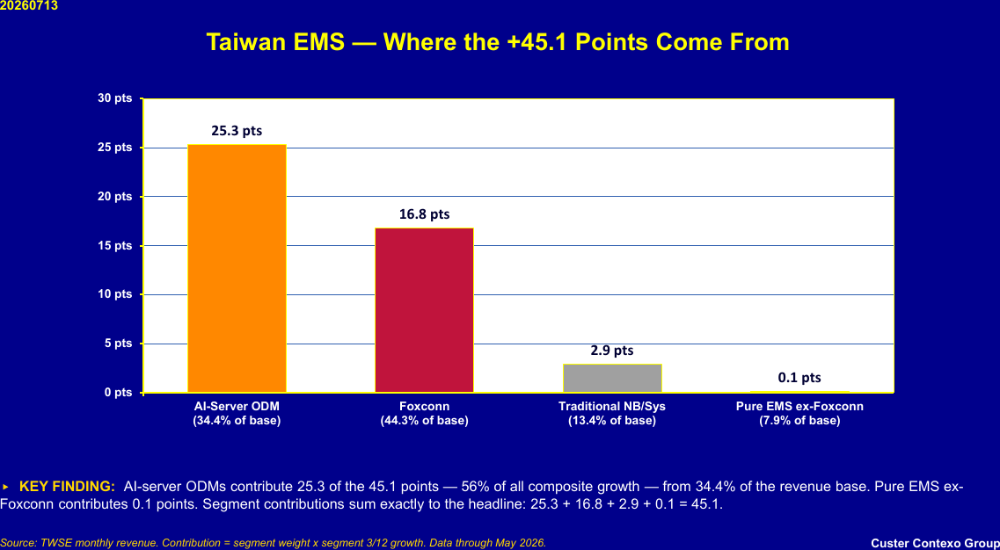 20260713
Taiwan EMS — Where the +45.1 Points Come From
30 pts
25 pts
20 pts
15 pts
10 pts
5 pts
0 pts
25.3 pts
16.8 pts
2.9 pts
0.1 pts
AI-Server ODM
(34.4% of base)
Foxconn
(44.3% of base)
Traditional NB/Sys
(13.4% of base)
Pure EMS ex-Foxconn
(7.9% of base)
► KEY FINDING: AI-server ODMs contribute 25.3 of the 45.1 points — 56% of all composite growth — from 34.4% of the revenue base. Pure EMS ex-
Foxconn contributes 0.1 points. Segment contributions sum exactly to the headline: 25.3 + 16.8 + 2.9 + 0.1 = 45.1.
Source: TWSE monthly revenue. Contribution = segment weight x segment 3/12 growth. Data through May 2026.
Custer Contexo Group